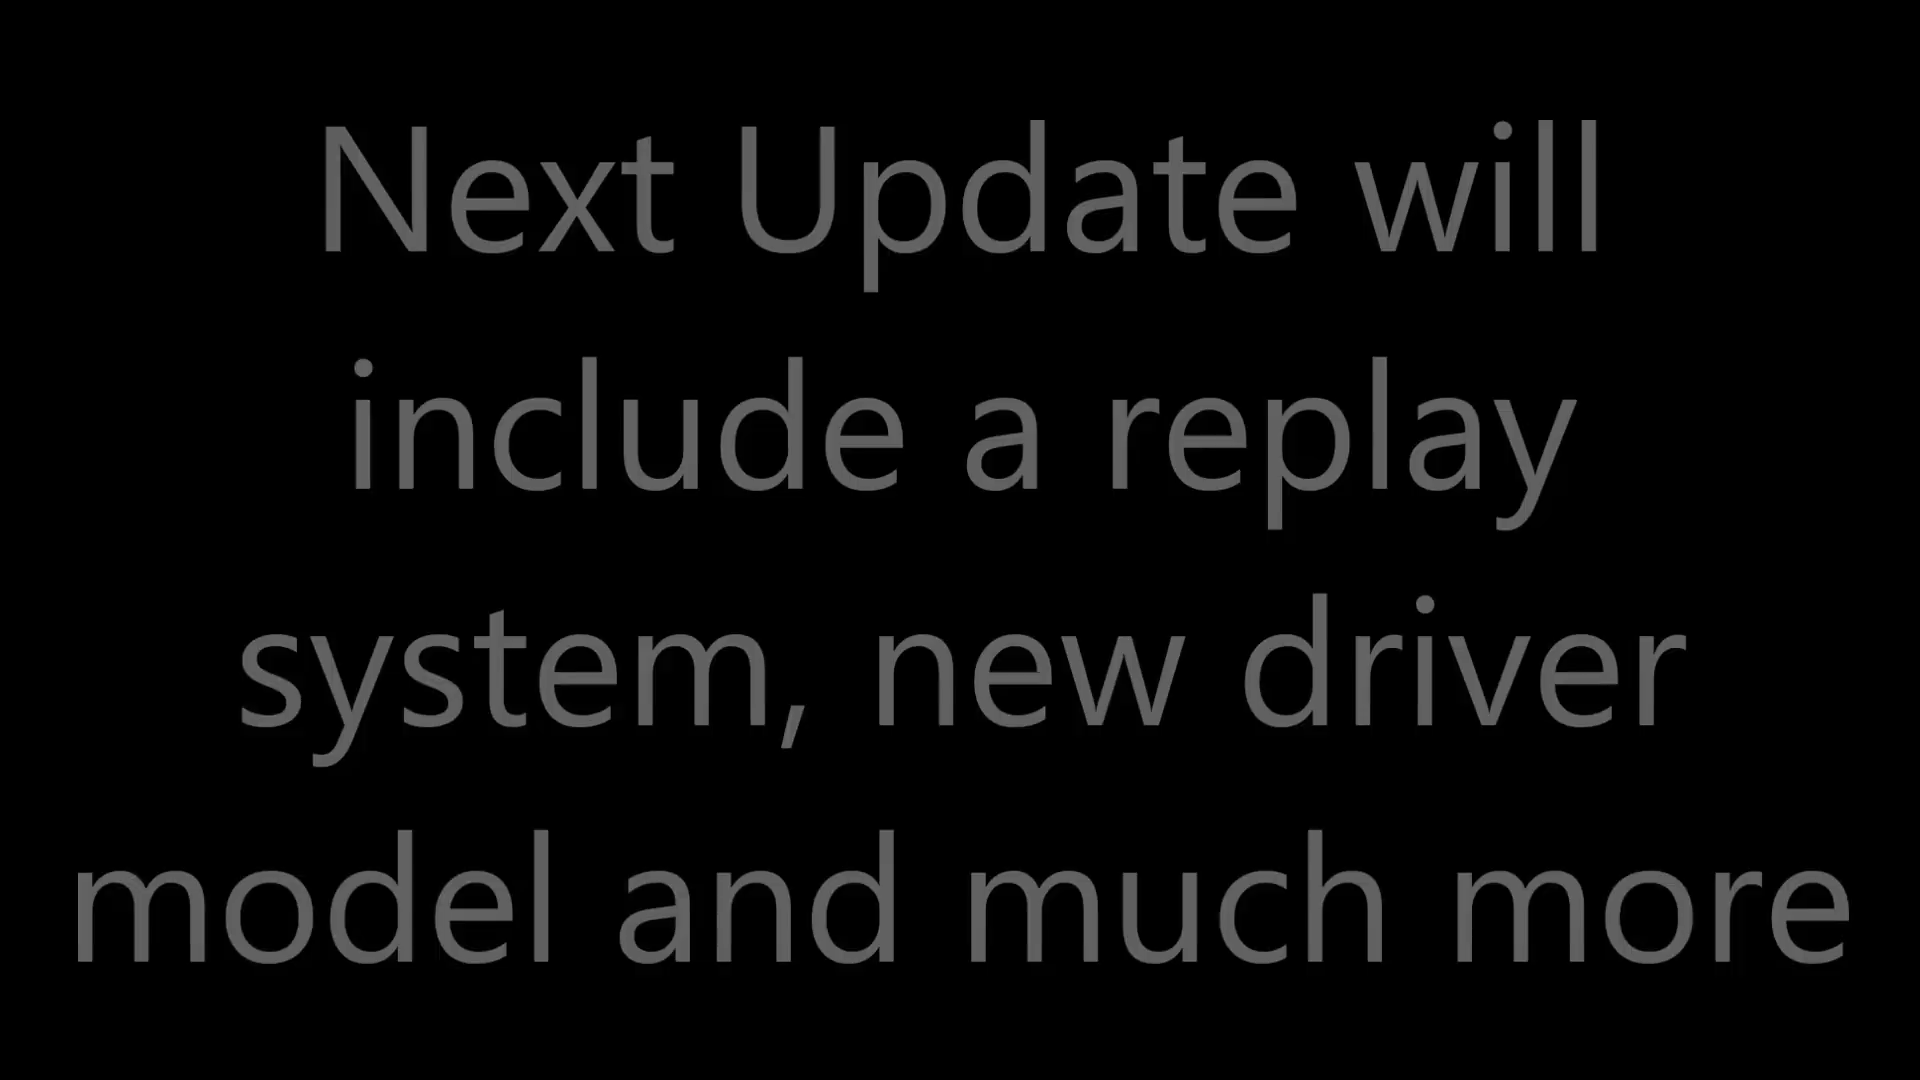 Next Update will
include a replay
system, new driver
model and much more